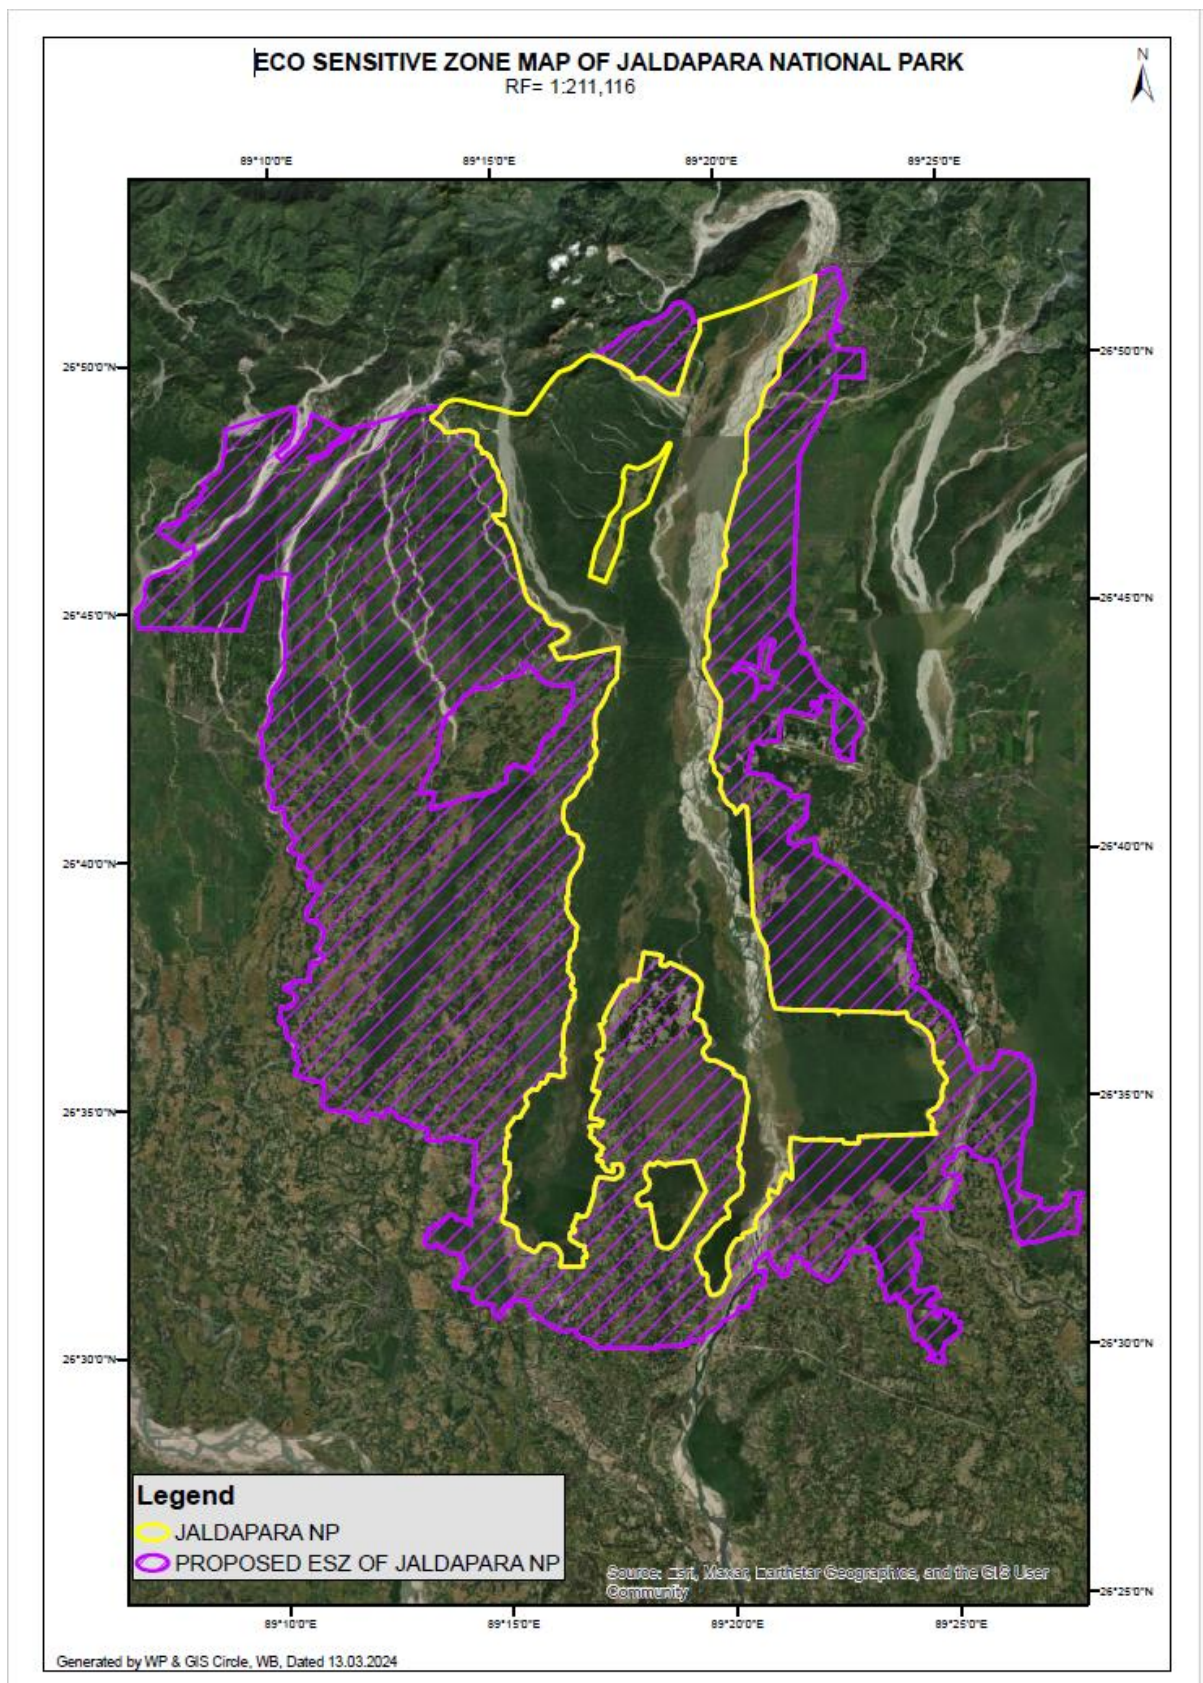 ECO SENSITIVE ZONE MAP OF JALDAPARA NATIONAL PARK
RF= 1:211,116
N
89°10'0"E 89°15'0"E 89°20'0"E 89°25'0"E
26°50'0"N 26°50'0"N
26°45'0"N 26°45'0"N
26°40'0"N 26°40'0"N
26°35'0"N 26°35'0"N
26°30'0"N 26°30'0"N
Legend
JALDAPARA NP
PROPOSED ESZ OF JALDAPARA NP
Source: Esri, Maxar, Earthstar Geographics, and the GIS User
Community
26°25'0"N
89°10'0"E 89°15'0"E 89°20'0"E 89°25'0"E
Generated by WP & GIS Circle, WB, Dated 13.03.2024